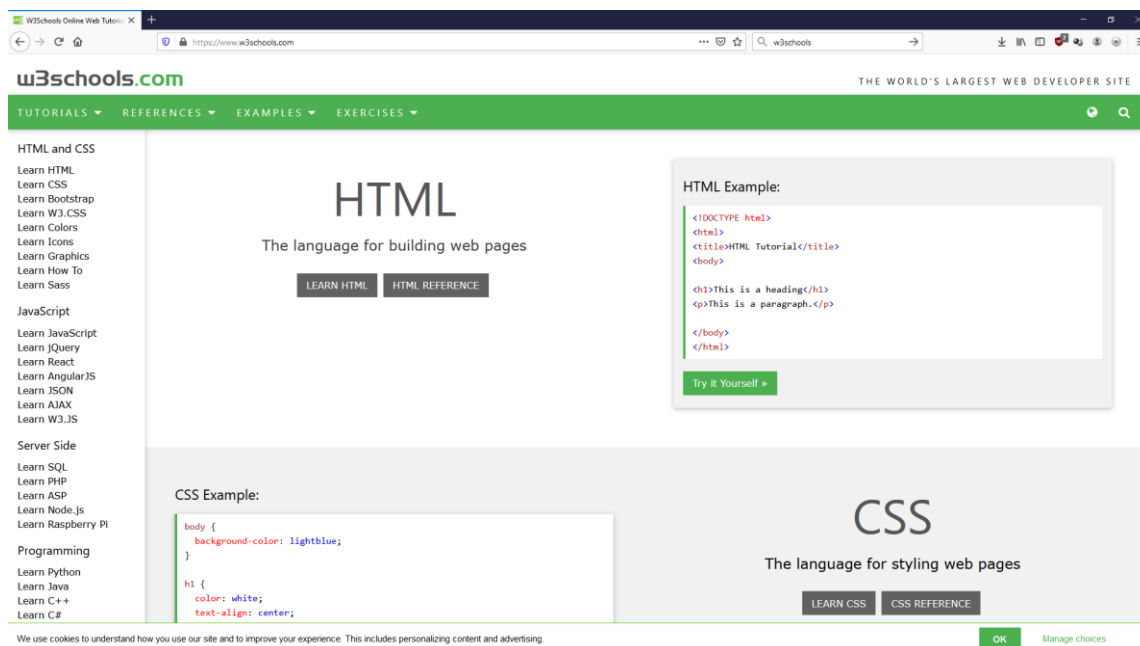 W3Schools Online Web Tutori
https://www.w3schools.com
w3schools
w3schools.com
THE WORLD'S LARGEST WEB DEVELOPER SITE
TUTORIALS REFERENCES EXAMPLES EXERCISES
HTML and CSS
Learn HTML
Learn CSS
Learn Bootstrap
Learn W3.CSS
Learn Colors
Learn Icons
Learn Graphics
Learn How To
Learn Sass
JavaScript
Learn JavaScript
Learn jQuery
Learn React
Learn AngularJS
Learn JSON
Learn AJAX
Learn W3.JS
Server Side
Learn SQL
Learn PHP
Learn ASP
Learn Node.js
Learn Raspberry Pi
Programming
Learn Python
Learn Java
Learn C++
Learn C#
HTML
The language for building web pages
LEARN HTML HTML REFERENCE
HTML Example:
<!DOCTYPE html>
<html>
<title>HTML Tutorial</title>
<body>
<h1>This is a heading</h1>
<p>This is a paragraph.</p>
</body>
</html>
Try it Yourself »
CSS Example:
body {
background-color: lightblue;
}
h1 {
color: white;
text-align: center;
CSS
The language for styling web pages
LEARN CSS CSS REFERENCE
We use cookies to understand how you use our site and to improve your experience. This includes personalizing content and advertising.
OK Manage choices